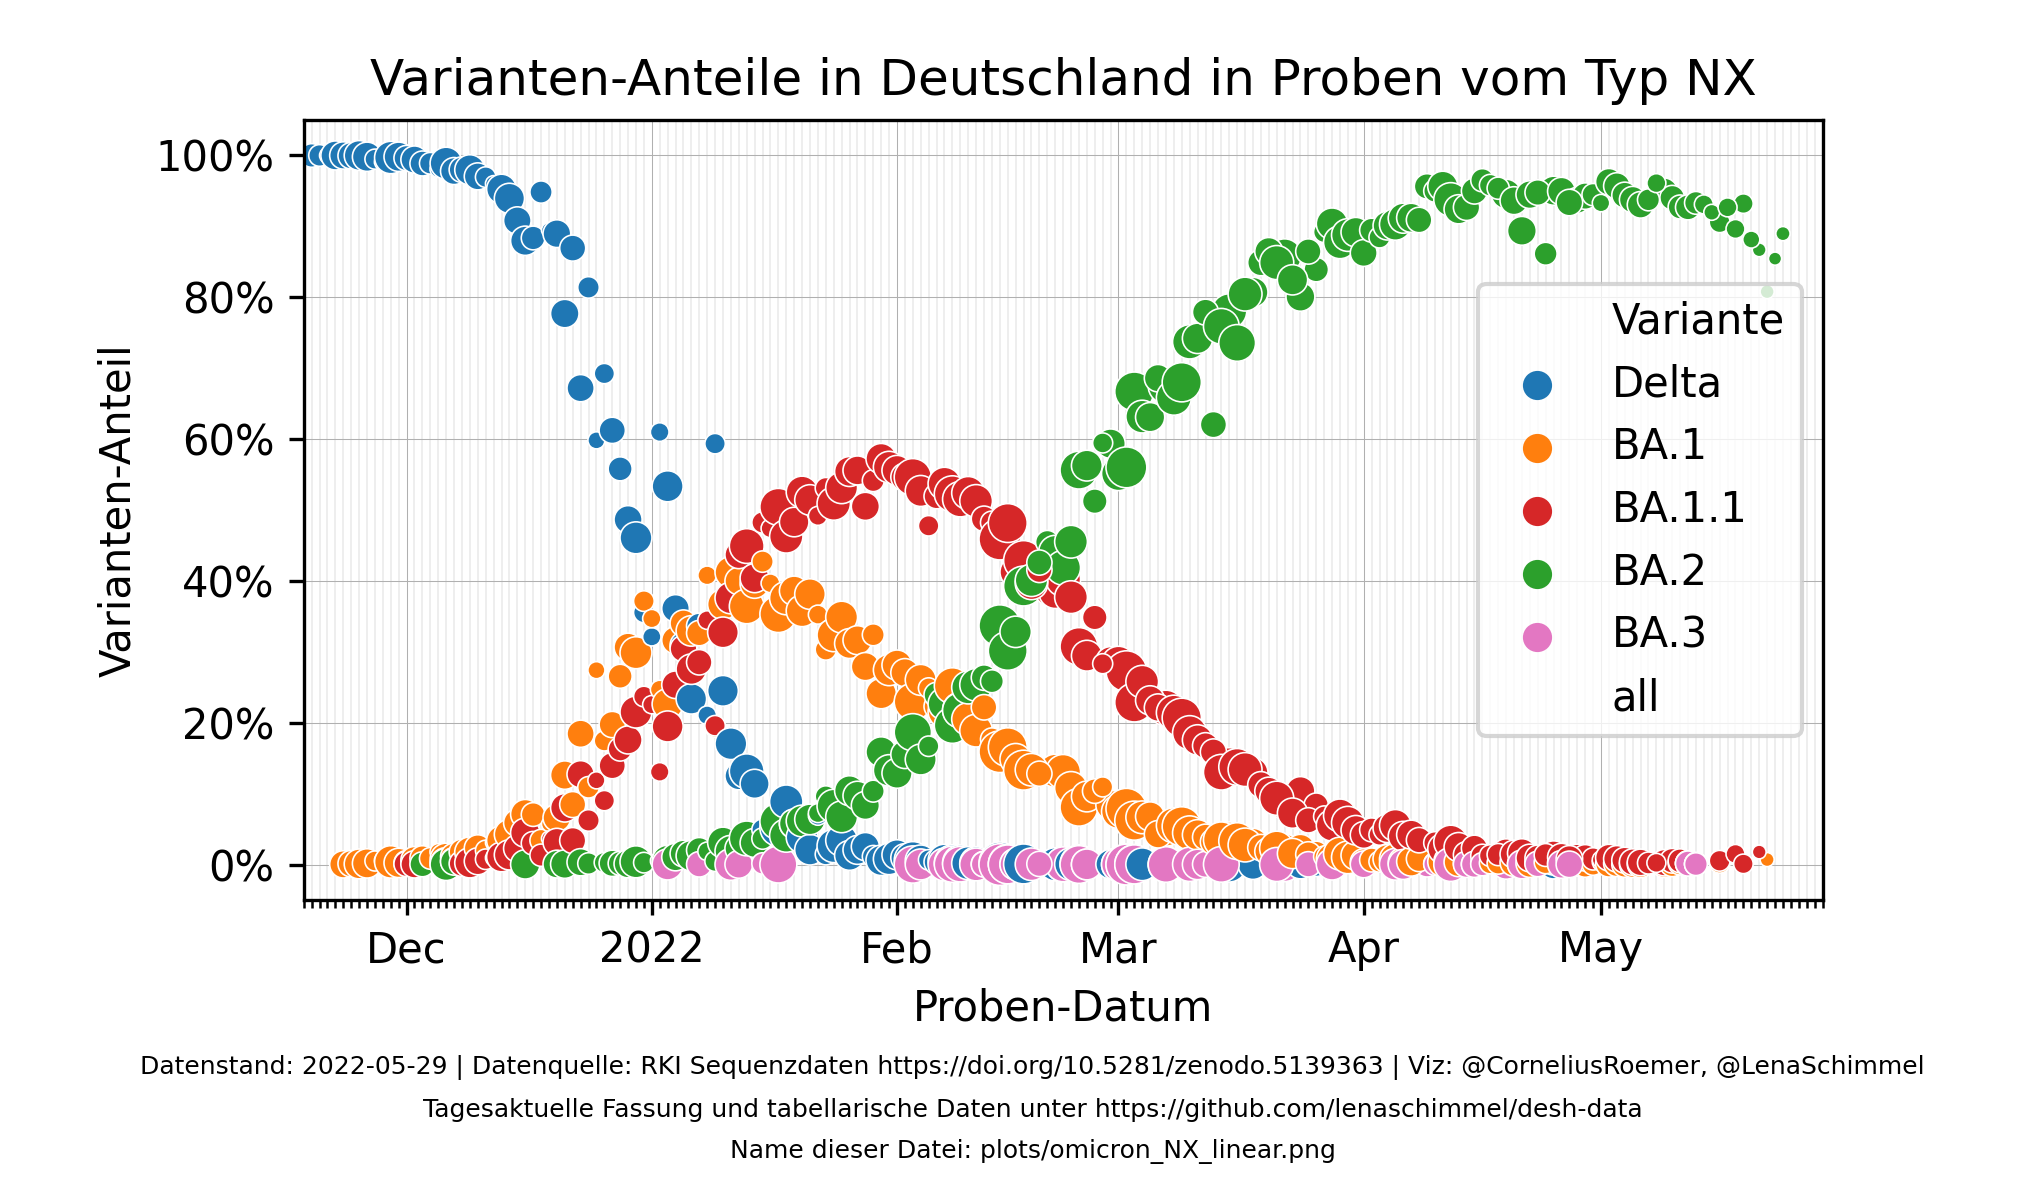 Varianten-Anteile in Deutschland in Proben vom Typ NX
100%
80%
60%
40%
20%
0%
Varianten-Anteil
Variante
Delta
BA.1
BA.1.1
BA.2
BA.3
all
Dec 2022 Feb Mar Apr May
Proben-Datum
Datenstand: 2022-05-29 | Datenquelle: RKI Sequenzdaten https://doi.org/10.5281/zenodo.5139363 | Viz: @CorneliusRoemer, @LenaSchimmel
Tagesaktuelle Fassung und tabellarische Daten unter https://github.com/lenaschimmel/desh-data
Name dieser Datei: plots/omicron_NX_linear.png